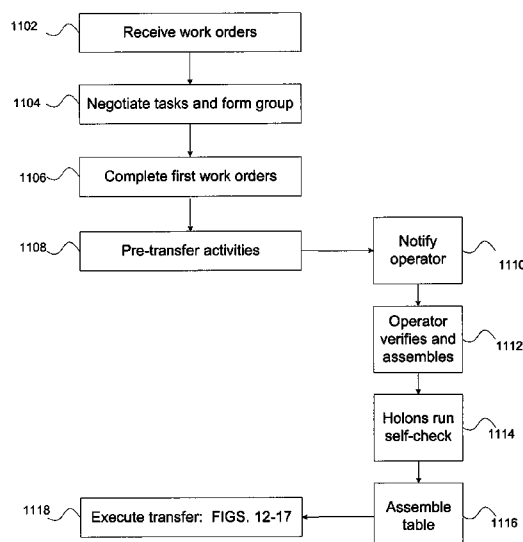 1102
Receive work orders
1104
Negotiate tasks and form group
1106
Complete first work orders
1108
Pre-transfer activities
Notify
operator
1110
Operator
verifies and
assembles
1112
Holons run
self-check
1114
Assemble
table
1116
1118
Execute transfer: FIGS. 12-17